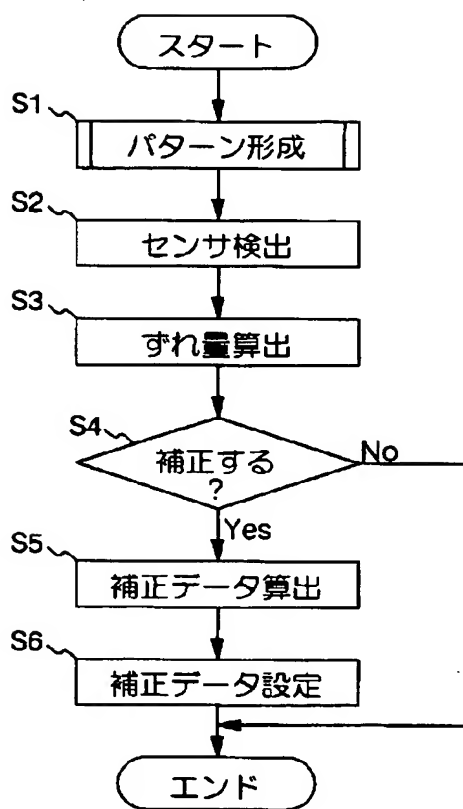 スタート
S1
パターン形成
S2
センサ検出
S3
ずれ量算出
S4
補正する
?
No
Yes
S5
補正データ算出
S6
補正データ設定
エンド